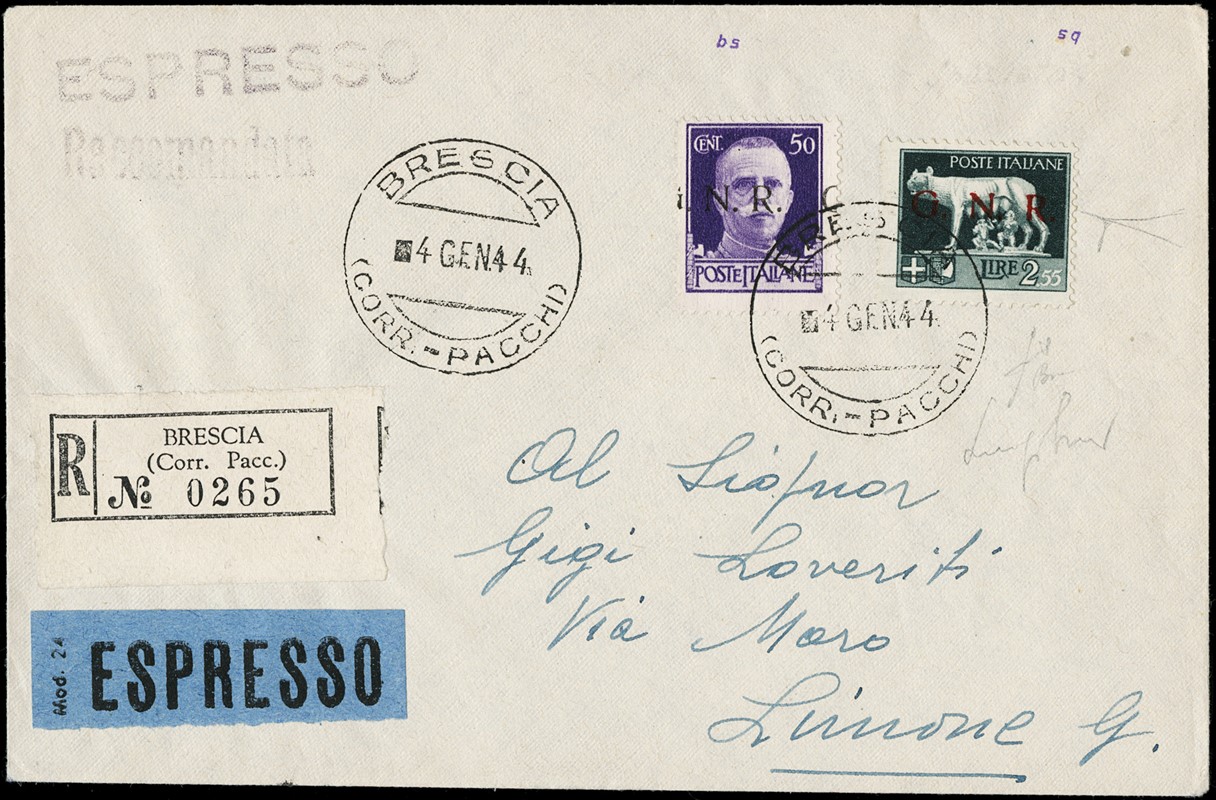 ESPRESSO
Raccomandata
bs
sq
BRESCIA
4 GEN.44.
(CORR.-PACCHI)
CENT. 50
G. N. R. G
POSTE ITALIANE
POSTE ITALIANE
G. N. R.
LIRE 2,55
BRESCIA
4 GEN.44.
(CORR.-PACCHI)
R
BRESCIA
(Corr. Pacc.)
№ 0265
Mod. 24
ESPRESSO
Al Signor
Gigi Loveriti
Via Moro
Limone G.